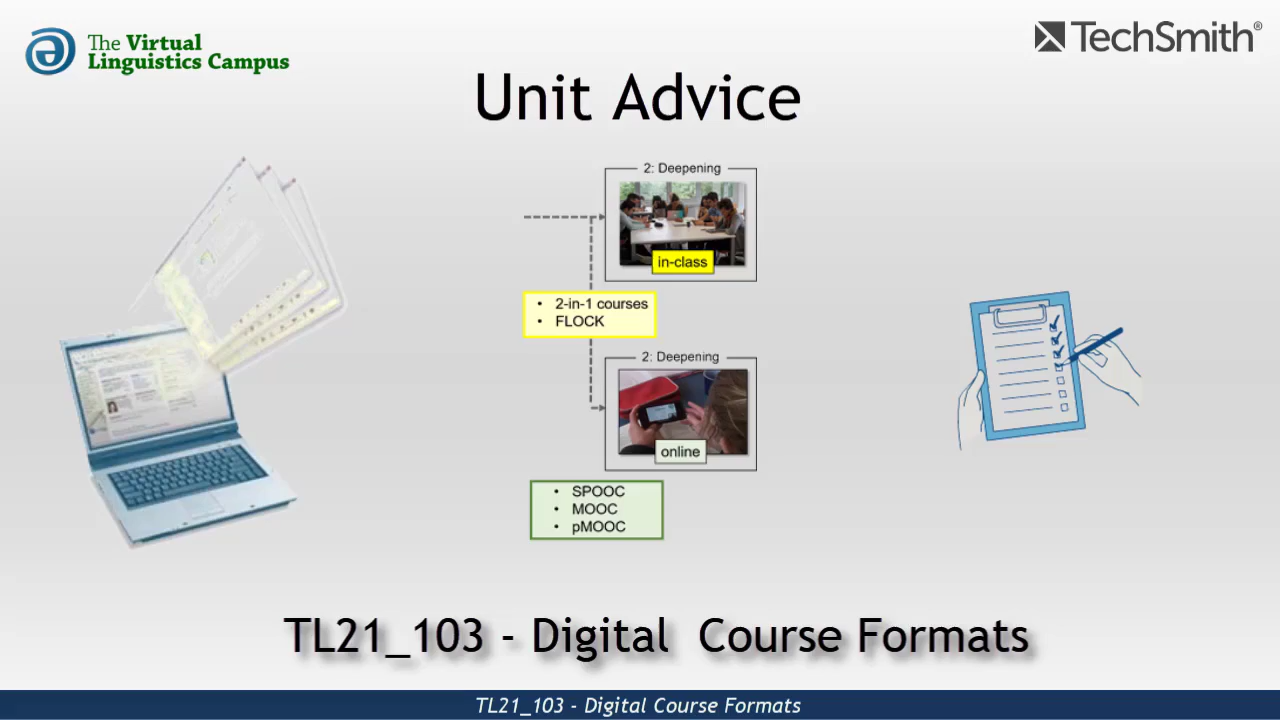 The Virtual
Linguistics Campus
TechSmith®
Unit Advice
2: Deepening
in-class
• 2-in-1 courses
• FLOCK
2: Deepening
online
• SPOOC
• MOOC
• pMOOC
TL21_103 - Digital Course Formats
TL21_103 - Digital Course Formats